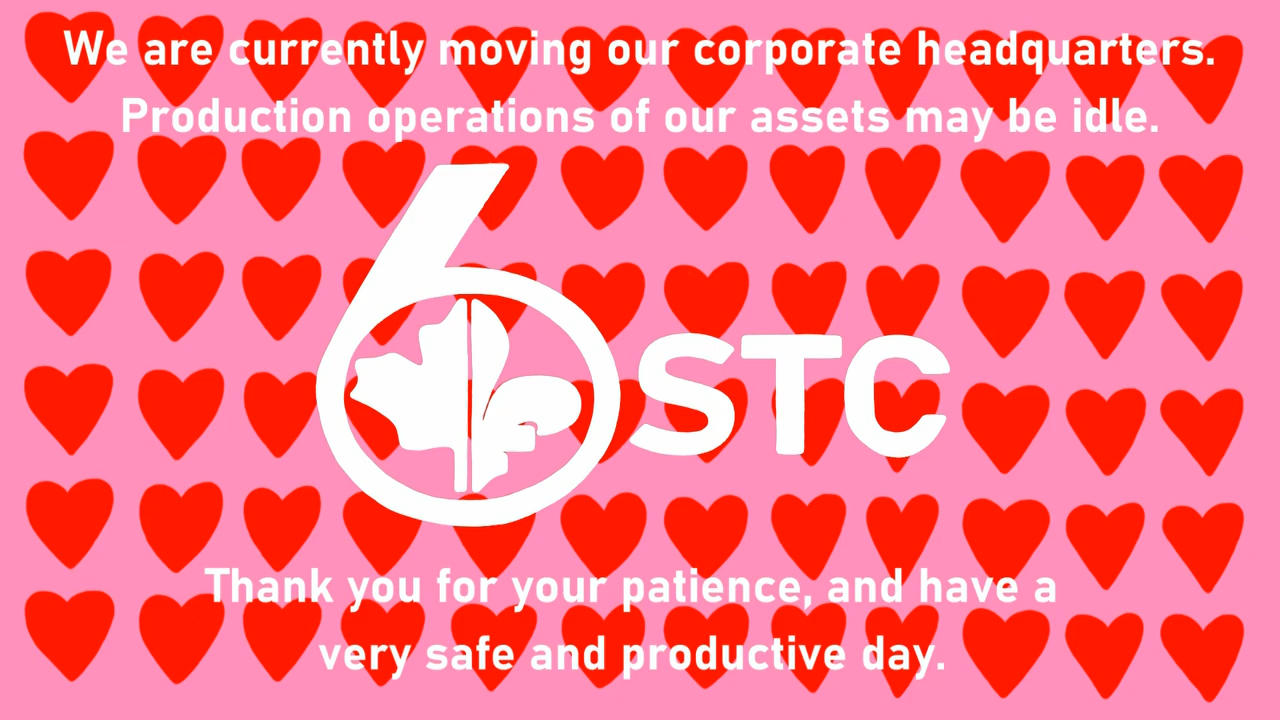 We are currently moving our corporate headquarters.
Production operations of our assets may be idle.
6 STC
Thank you for your patience, and have a
very safe and productive day.